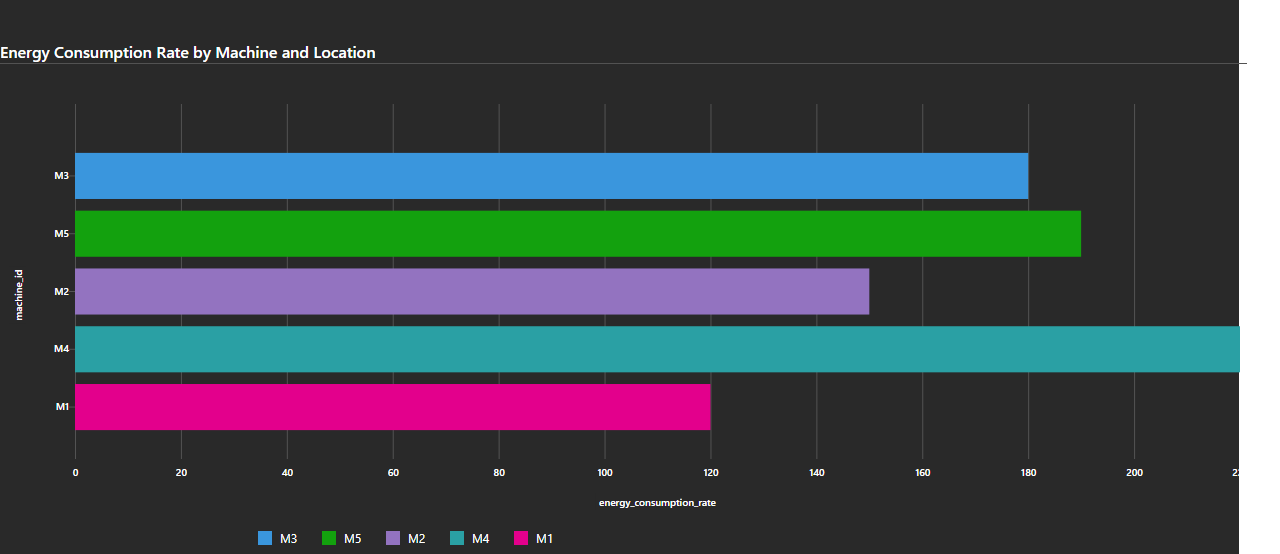 Energy Consumption Rate by Machine and Location
M3
M5
machine_id
M2
M4
M1
0 20 40 60 80 100 120 140 160 180 200
energy_consumption_rate
M3 M5 M2 M4 M1